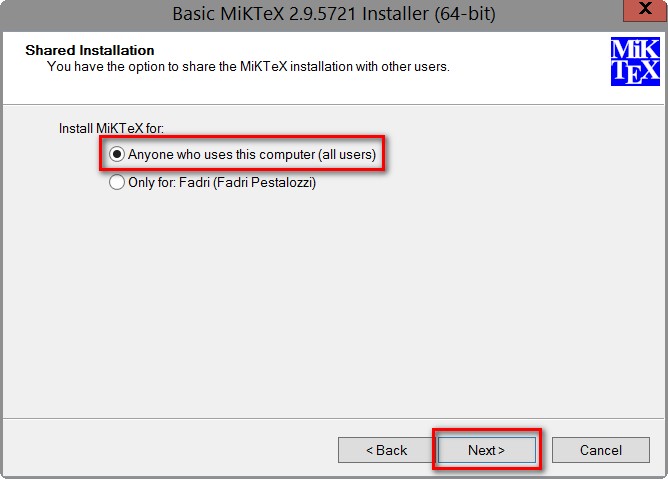 Basic MiKTeX 2.9.5721 Installer (64-bit)
X
Shared Installation
You have the option to share the MiKTeX installation with other users.
MiK
TEX
Install MiKTeX for:
Anyone who uses this computer (all users)
Only for: Fadri (Fadri Pestalozzi)
< Back
Next >
Cancel